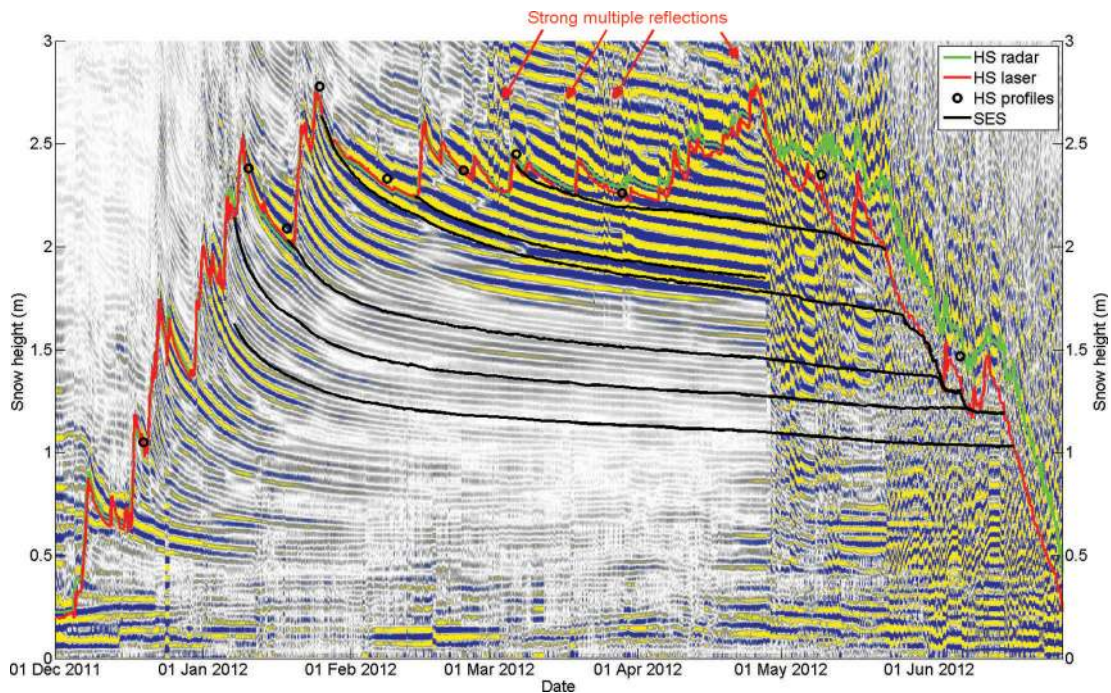 Strong multiple reflections
3
2.5
2
1.5
1
0.5
0
Snow height (m)
3
2.5
2
1.5
1
0.5
0
Snow height (m)
HS radar
HS laser
HS profiles
SES
01 Dec 2011
01 Jan 2012
01 Feb 2012
01 Mar 2012
01 Apr 2012
01 May 2012
01 Jun 2012
Date